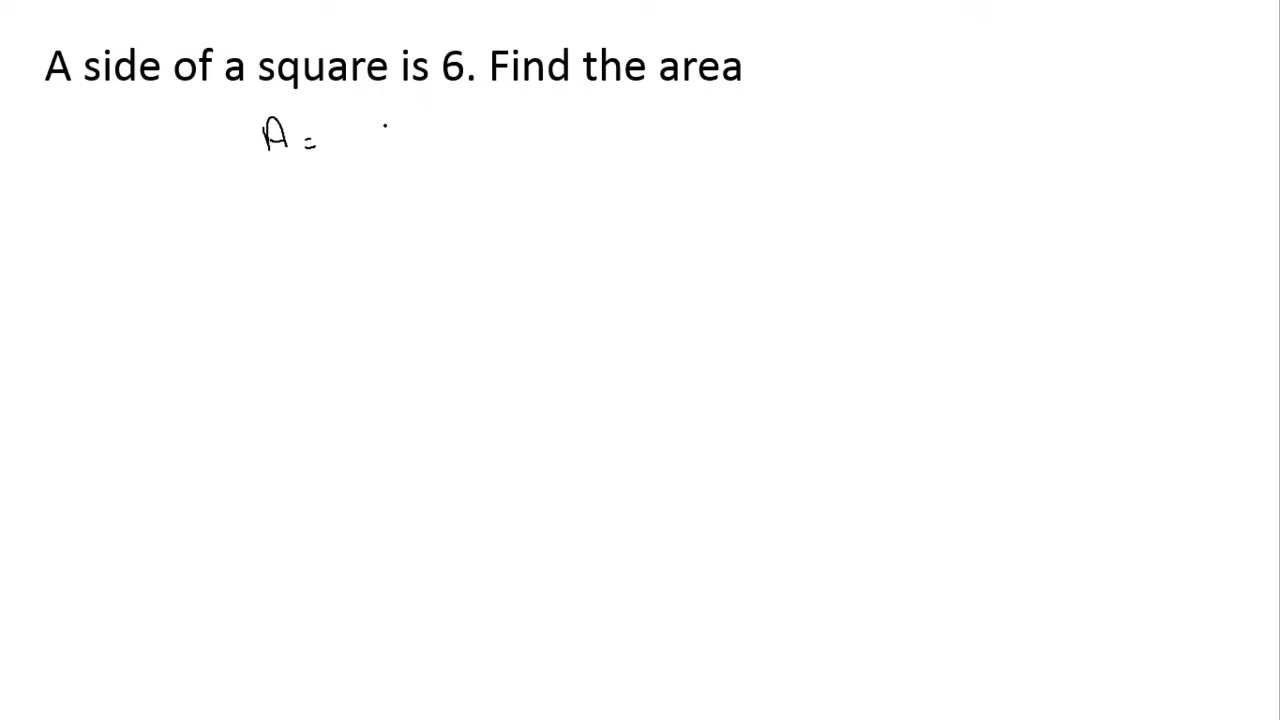 A side of a square is 6. Find the area
A =